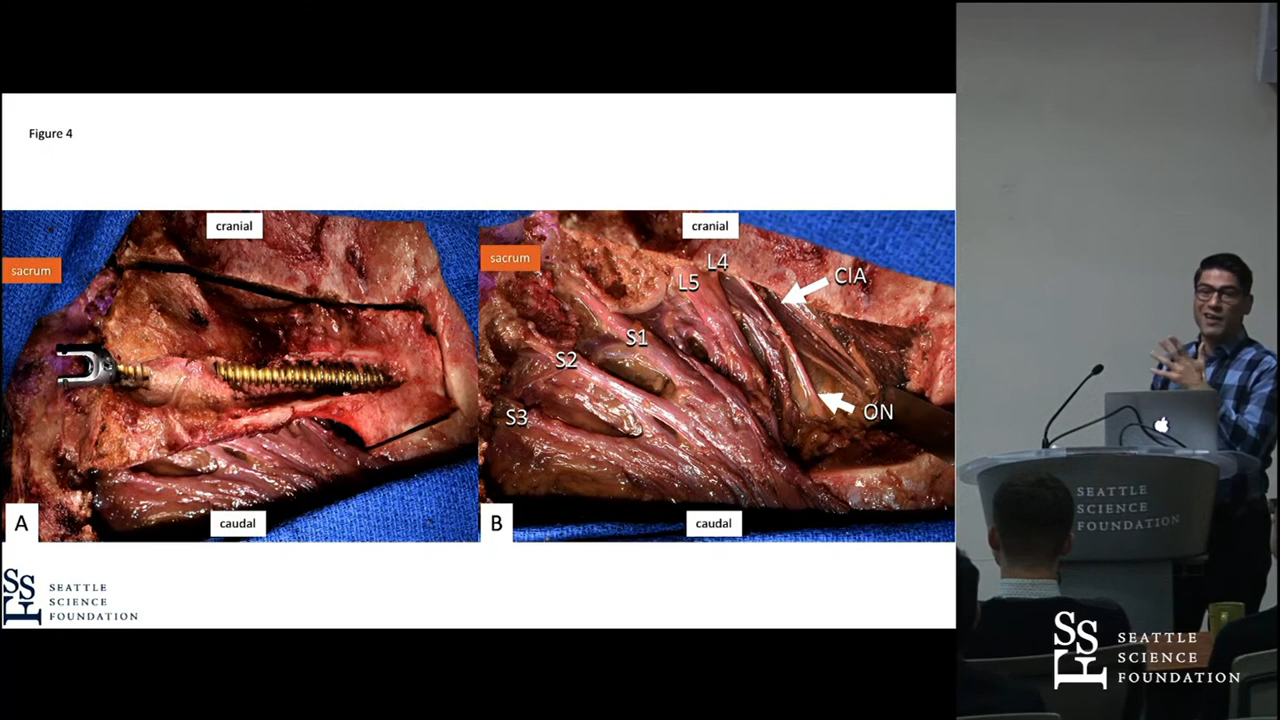 Figure 4
cranial
sacrum
A
caudal
cranial
sacrum
L4
L5
CIA
S1
S2
S3
ON
B
caudal
SEATTLE
SCIENCE
FOUNDATION
SEATTLE
SCIENCE
FOUNDATION
SSF
SEATTLE
SCIENCE
FOUNDATION